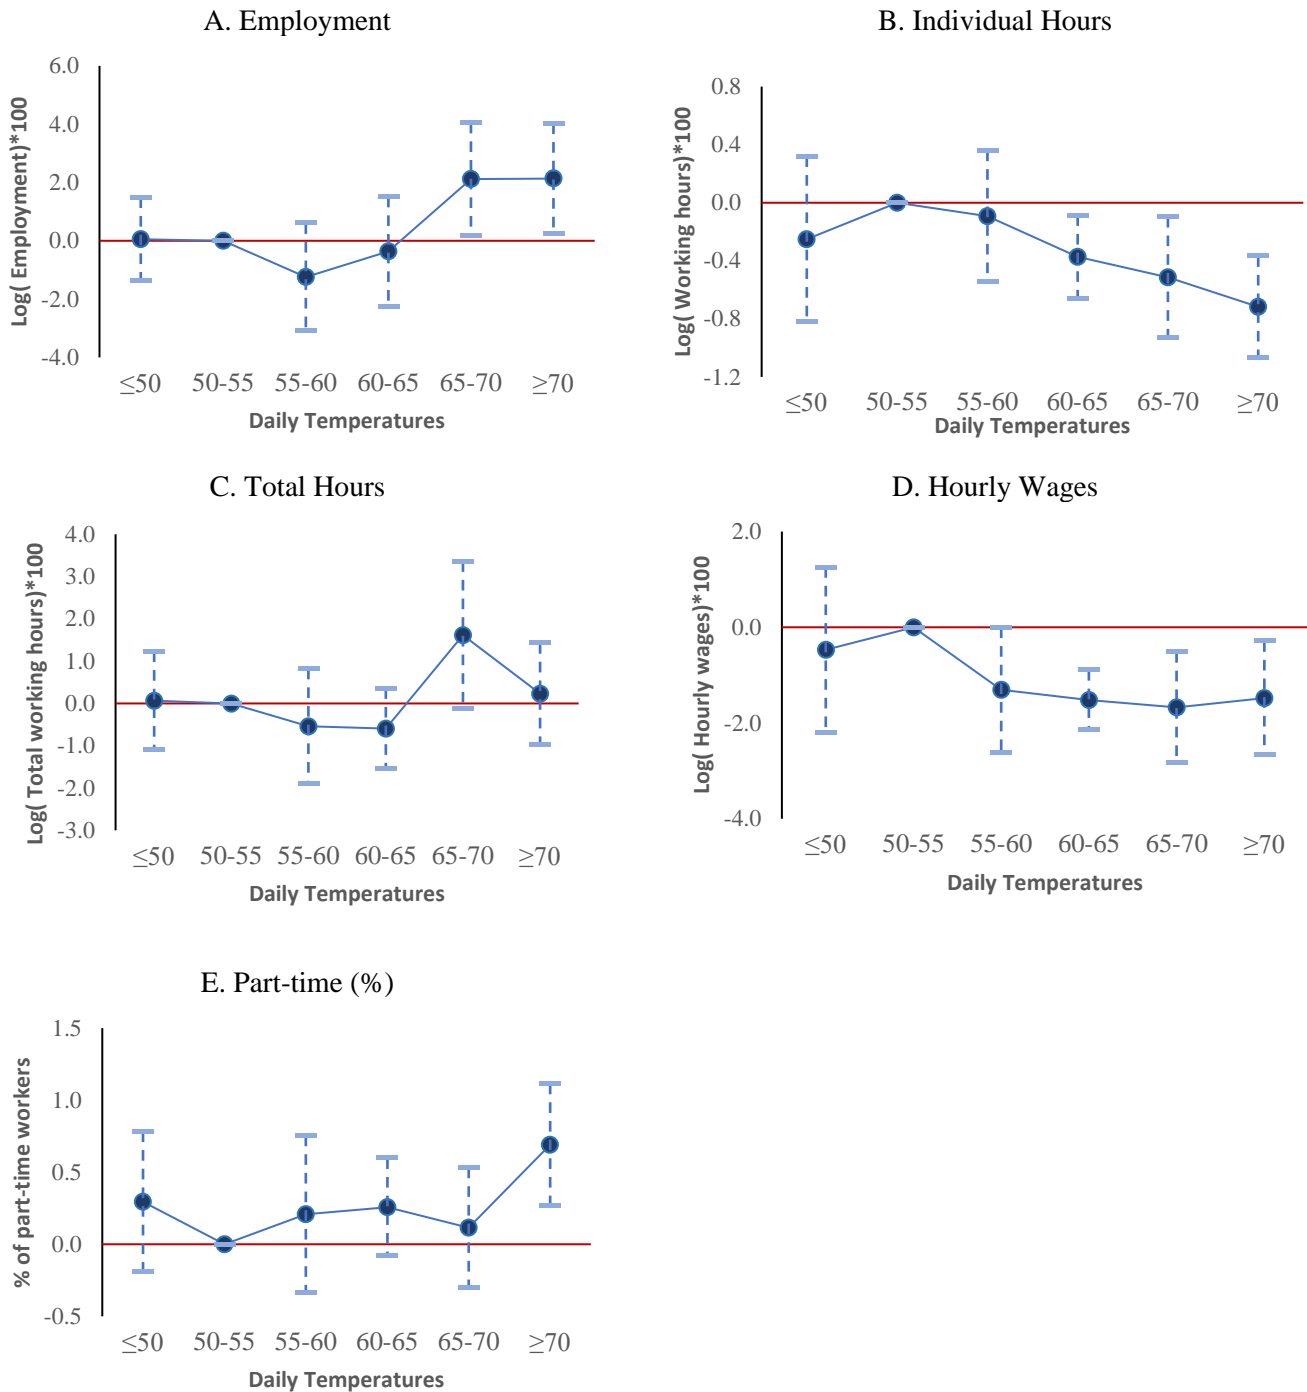 A. Employment
Log( Employment)*100
6.0
4.0
2.0
0.0
-2.0
-4.0
≤50 50-55 55-60 60-65 65-70 ≥70
Daily Temperatures
B. Individual Hours
Log( Working hours)*100
0.8
0.4
0.0
-0.4
-0.8
-1.2
≤50 50-55 55-60 60-65 65-70 ≥70
Daily Temperatures
C. Total Hours
Log( Total working hours)*100
4.0
3.0
2.0
1.0
0.0
-1.0
-2.0
-3.0
≤50 50-55 55-60 60-65 65-70 ≥70
Daily Temperatures
D. Hourly Wages
Log( Hourly wages)*100
2.0
0.0
-2.0
-4.0
≤50 50-55 55-60 60-65 65-70 ≥70
Daily Temperatures
E. Part-time (%)
% of part-time workers
1.5
1.0
0.5
0.0
-0.5
≤50 50-55 55-60 60-65 65-70 ≥70
Daily Temperatures